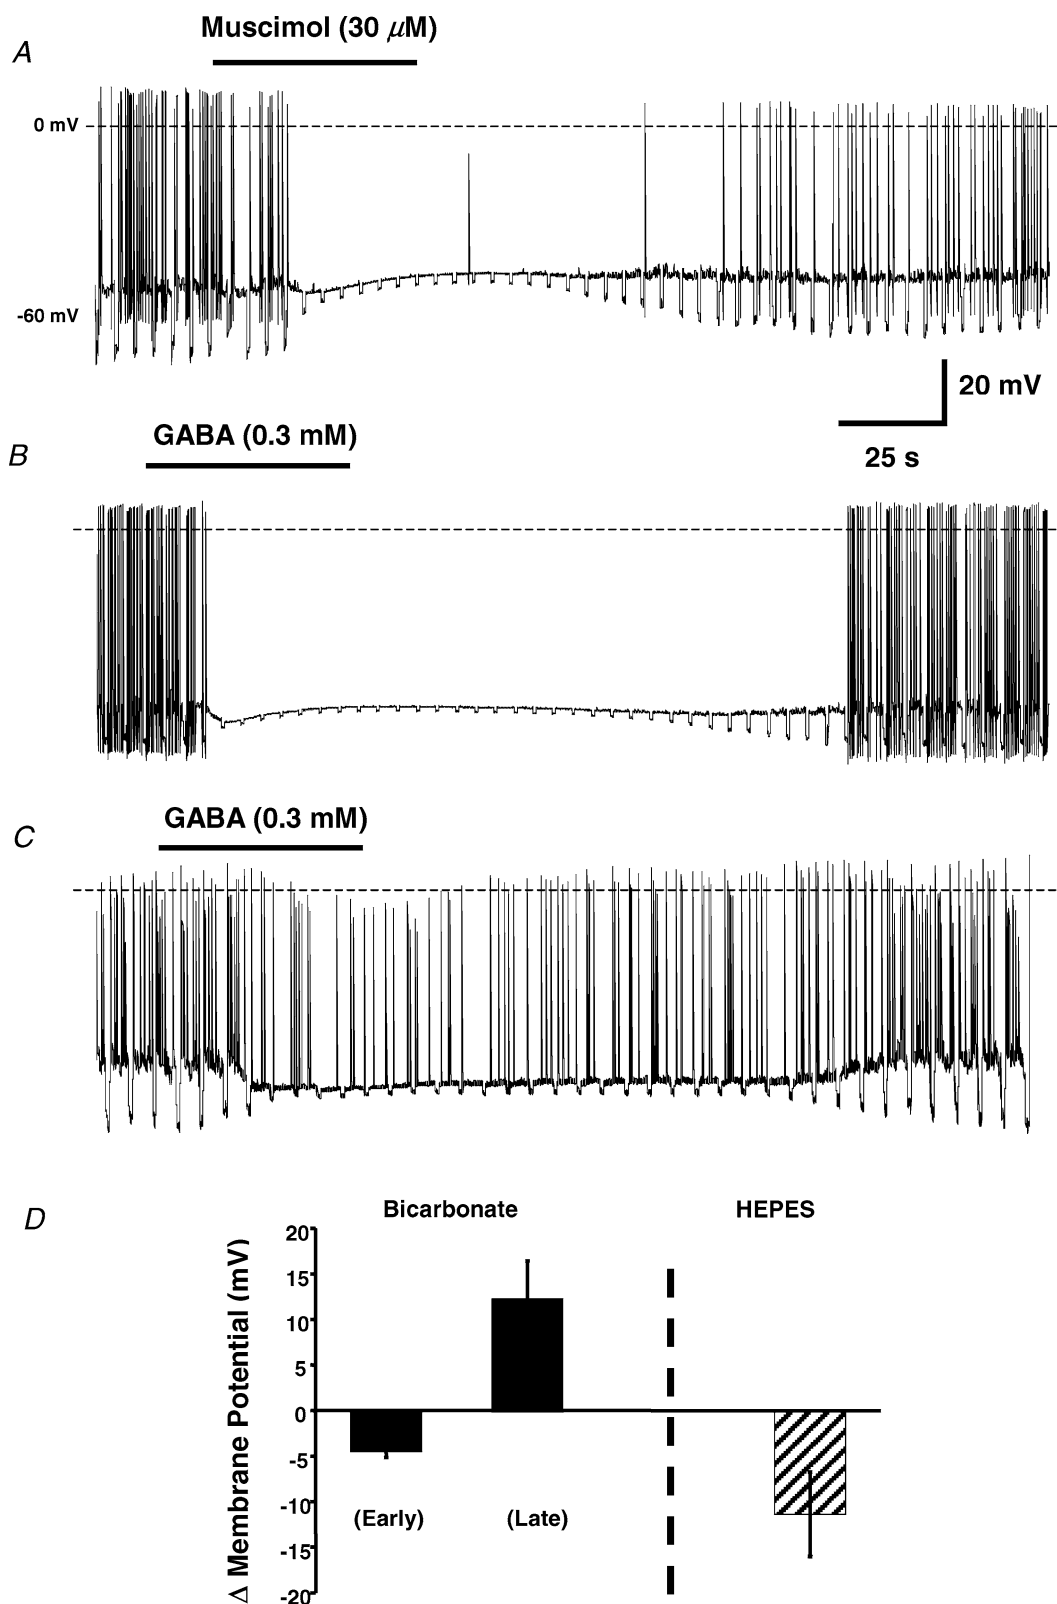 A
Muscimol (30 μM)
0 mV
-60 mV
20 mV
25 s
B
GABA (0.3 mM)
C
GABA (0.3 mM)
D
Bicarbonate
HEPES
Δ Membrane Potential (mV)
20
15
10
5
0
-5
-10
-15
-20
(Early)
(Late)